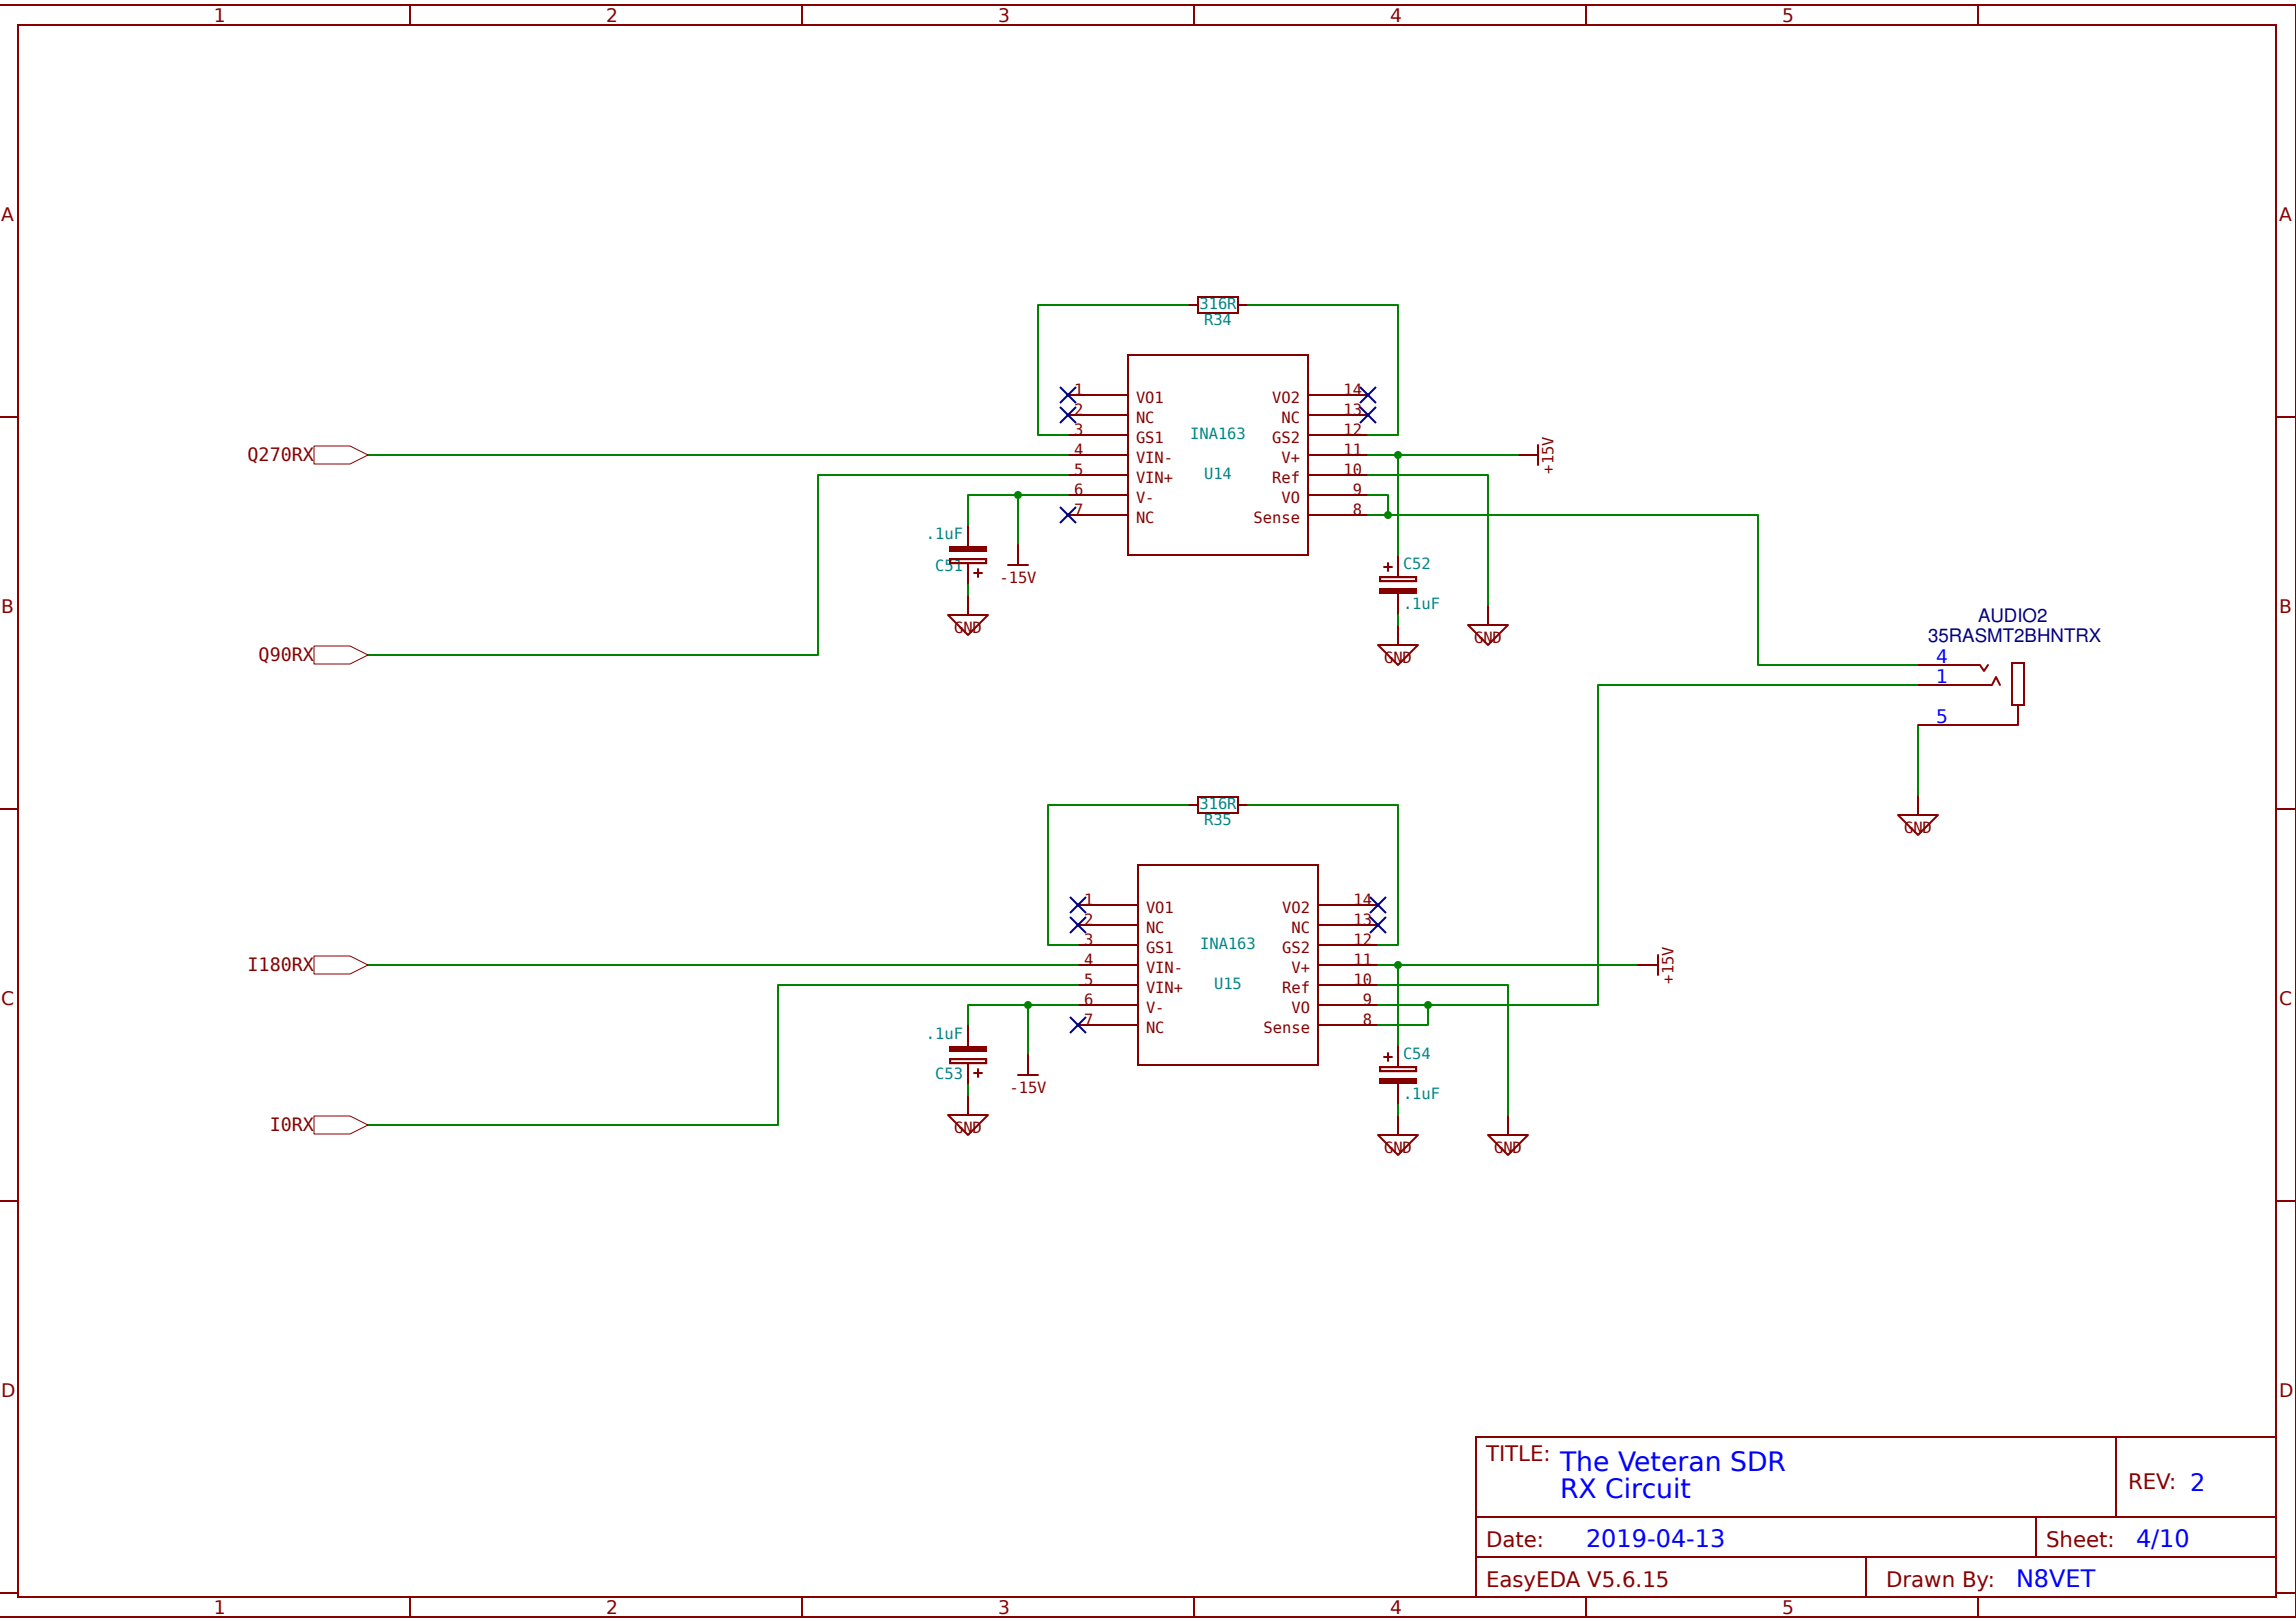 1 2 3 4 5
A A
316R
R34
1 VO1 VO2 14
2 NC NC 13
3 GS1 INA163 GS2 12
Q270RX 4 VIN- V+ 11 +15V
5 VIN+ U14 Ref 10
6 V- VO 9
7 NC Sense 8
.1uF
C51 + -15V
+ C52
.1uF
GND GND GND
B B
Q90RX
AUDIO2
35RASMT2BHNTRX
4
1
5
GND
316R
R35
1 VO1 VO2 14
2 NC NC 13
3 GS1 INA163 GS2 12
I180RX 4 VIN- V+ 11 +15V
5 VIN+ U15 Ref 10
6 V- VO 9
7 NC Sense 8
C C
.1uF
C53 + -15V
+ C54
.1uF
I0RX
GND GND GND
D D
TITLE: The Veteran SDR
RX Circuit
REV: 2
Date: 2019-04-13 Sheet: 4/10
EasyEDA V5.6.15 Drawn By: N8VET
1 2 3 4 5